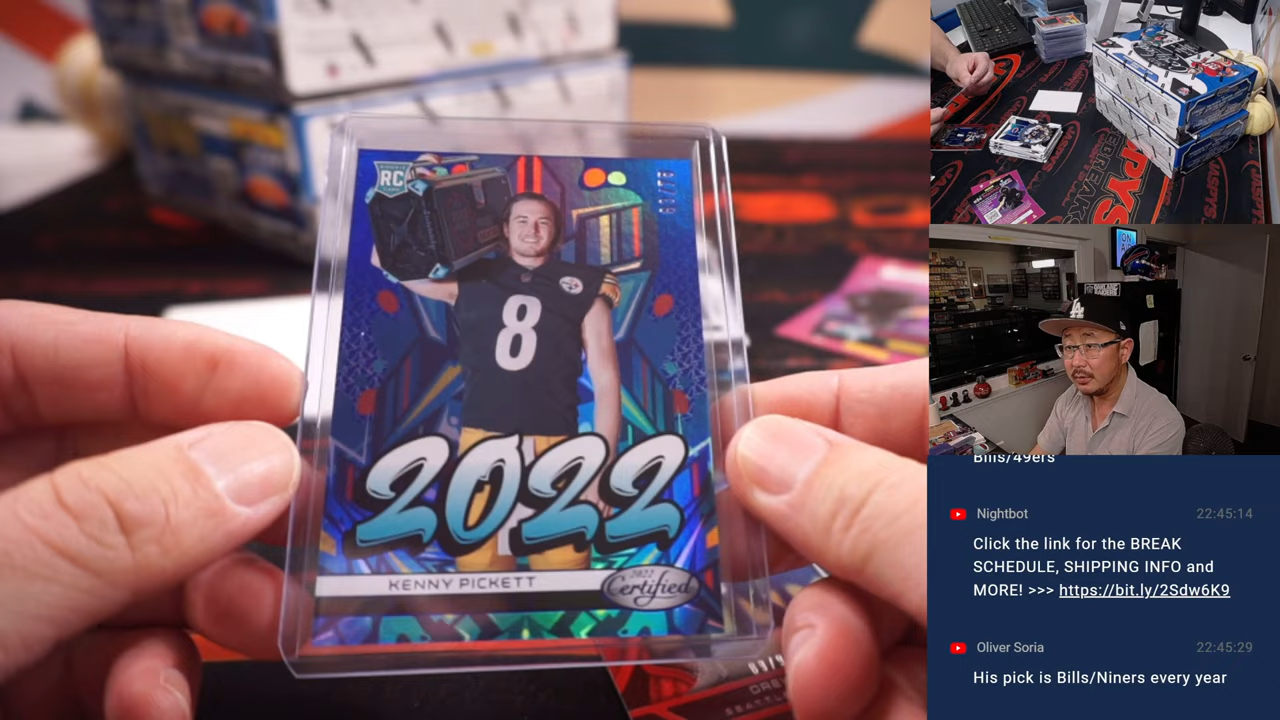 RC
8
2022
KENNY PICKETT
2022
Certified
Bills/49ers
Nightbot
22:45:14
Click the link for the BREAK
SCHEDULE, SHIPPING INFO and
MORE! >>> https://bit.ly/2Sdw6K9
Oliver Soria
22:45:29
His pick is Bills/Niners every year